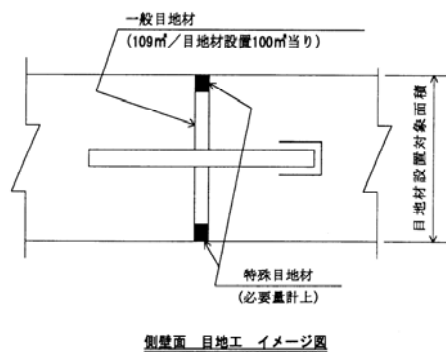 一般目地材
(109㎡／目地材設置100㎡当り)
目地材設置対象面積
特殊目地材
(必要量計上)
側壁面　目地工　イメージ図